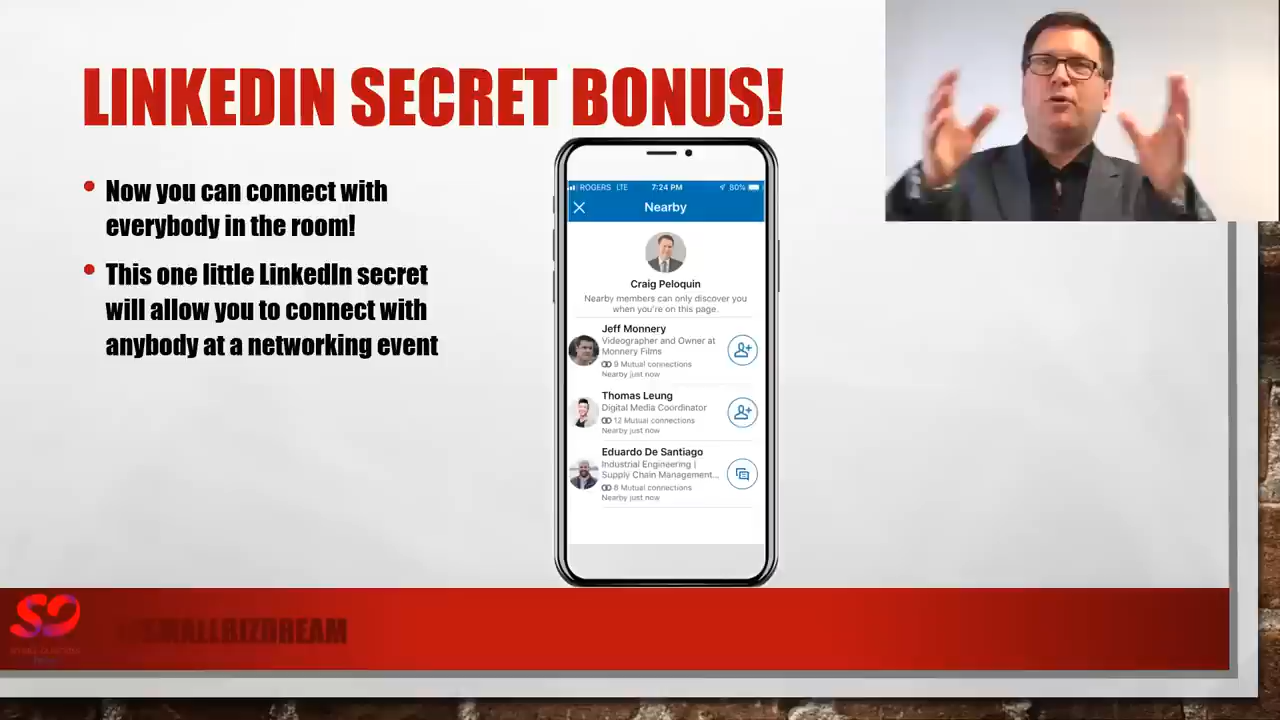 LINKEDIN SECRET BONUS!
• Now you can connect with
everybody in the room!
• This one little LinkedIn secret
will allow you to connect with
anybody at a networking event
ROGERS LTE 7:24 PM 80%
Nearby
Craig Peloquin
Nearby members can only discover you
when you're on this page.
Jeff Monnery
Videographer and Owner at
Monnery Films
9 Mutual connections
Nearby just now
Thomas Leung
Digital Media Coordinator
12 Mutual connections
Nearby just now
Eduardo De Santiago
Industrial Engineering |
Supply Chain Management...
8 Mutual connections
Nearby just now
SMALLBIZDREAM